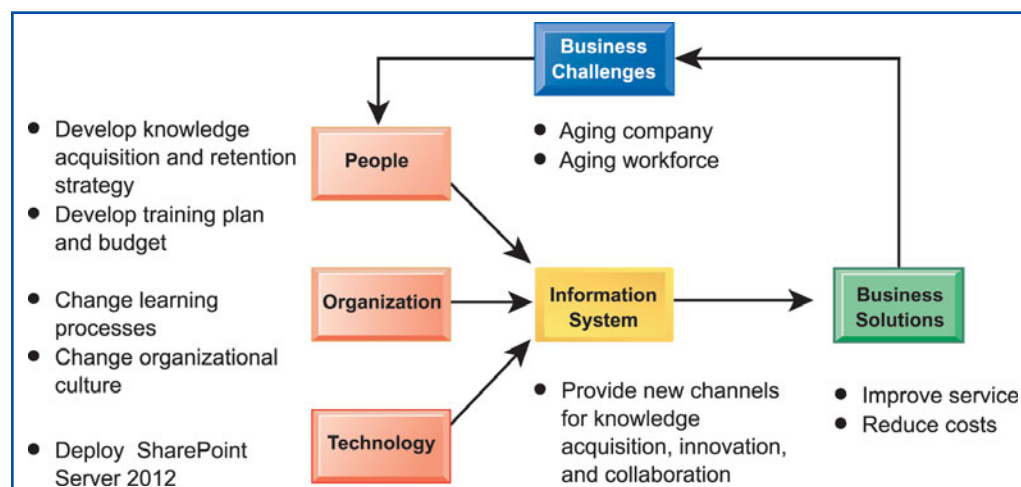 Business
Challenges
● Aging company
● Aging workforce
● Develop knowledge
acquisition and retention
strategy
● Develop training plan
and budget
People
● Change learning
processes
● Change organizational
culture
Organization
● Deploy SharePoint
Server 2012
Technology
Information
System
● Provide new channels
for knowledge
acquisition, innovation,
and collaboration
Business
Solutions
● Improve service
● Reduce costs